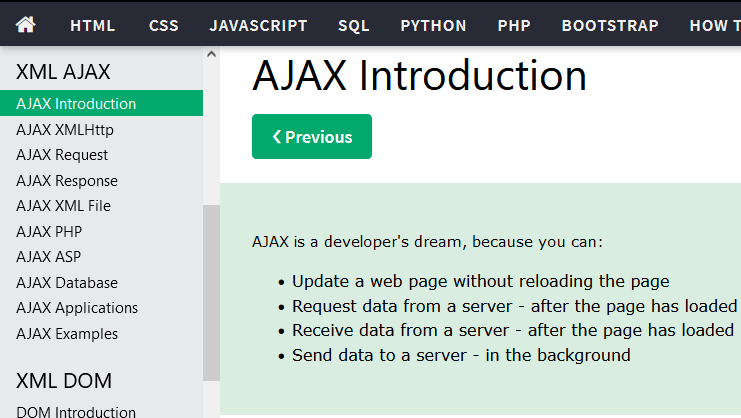 HTML CSS JAVASCRIPT SQL PYTHON PHP BOOTSTRAP HOW T
XML AJAX
AJAX Introduction
AJAX XMLHttp
AJAX Request
AJAX Response
AJAX XML File
AJAX PHP
AJAX ASP
AJAX Database
AJAX Applications
AJAX Examples
XML DOM
DOM Introduction
AJAX Introduction
❮ Previous
AJAX is a developer's dream, because you can:
• Update a web page without reloading the page
• Request data from a server - after the page has loaded
• Receive data from a server - after the page has loaded
• Send data to a server - in the background